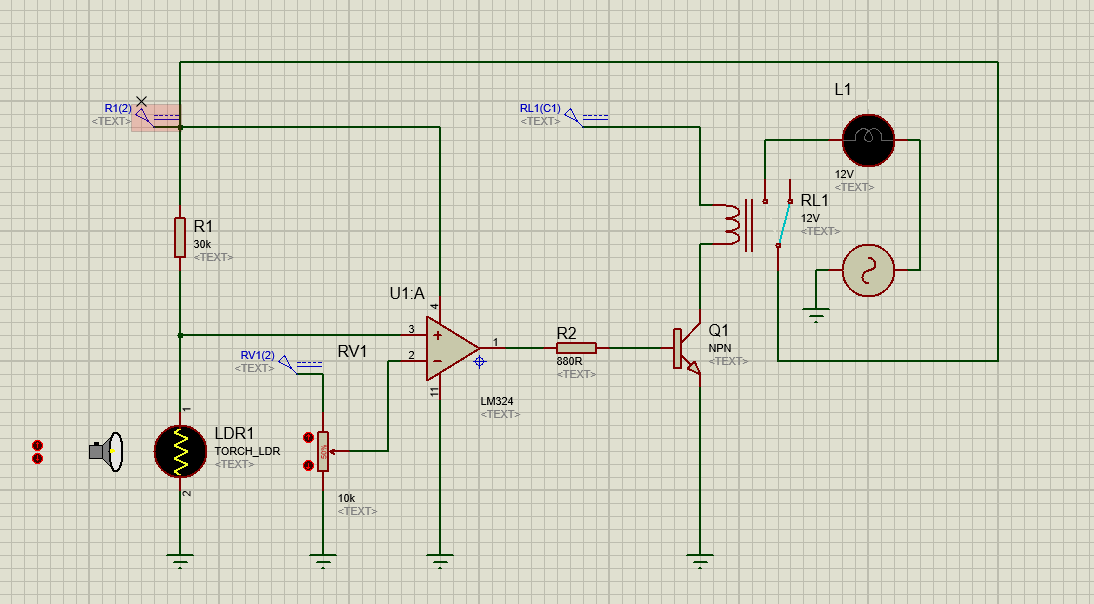 L1
R1(2)
<TEXT>
RL1(C1)
<TEXT>
12V
<TEXT>
RL1
12V
<TEXT>
R1
30k
<TEXT>
U1:A
4
3
2
1
11
LM324
<TEXT>
R2
880R
<TEXT>
Q1
NPN
<TEXT>
RV1(2)
<TEXT>
RV1
1
LDR1
TORCH_LDR
<TEXT>
2
10k
<TEXT>